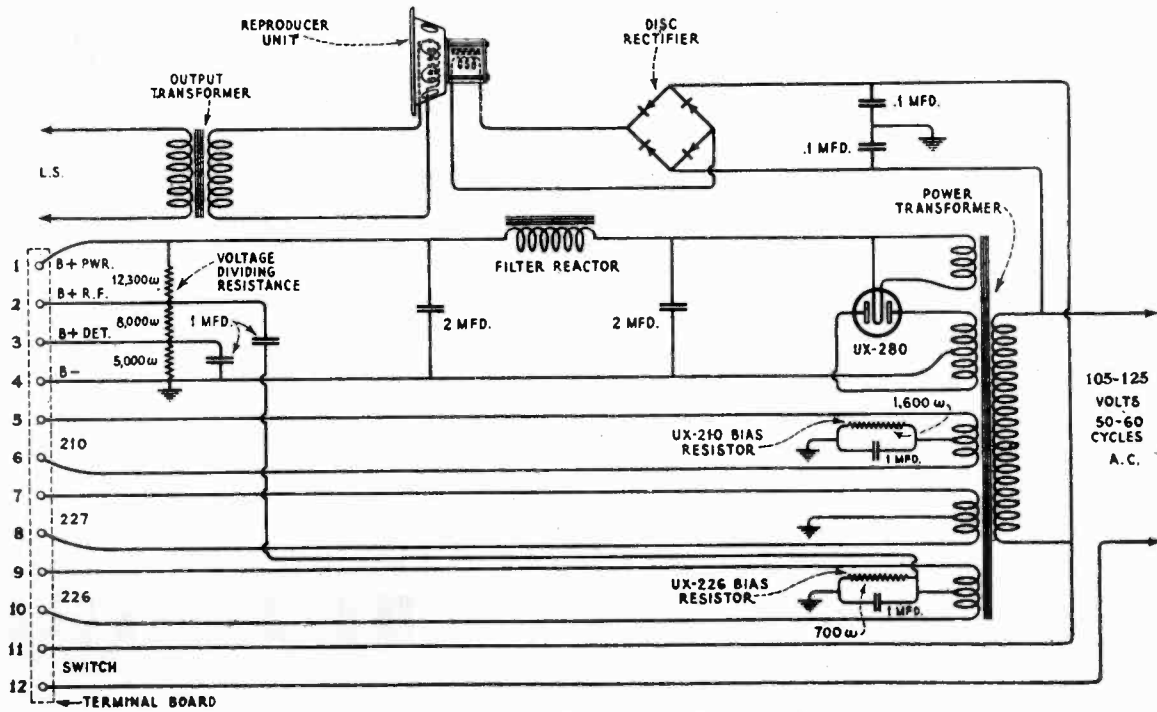 REPRODUCER
UNIT
DISC
RECTIFIER
OUTPUT
TRANSFORMER
.1 MFD.
.1 MFD.
L.S.
POWER
TRANSFORMER
FILTER REACTOR
1
B+ PWR.
12,300ω
VOLTAGE
DIVIDING
RESISTANCE
2
B+ R.F.
8,000ω
1 MFD.
2 MFD.
2 MFD.
3
B+ DET.
5,000ω
UX-280
4
B-
105-125
VOLTS
50-60
CYCLES
A.C.
1,600ω
5
210
UX-210 BIAS
RESISTOR
1 MFD.
6
7
227
8
9
226
UX-226 BIAS
RESISTOR
1 MFD.
700ω
10
11
SWITCH
12
TERMINAL BOARD